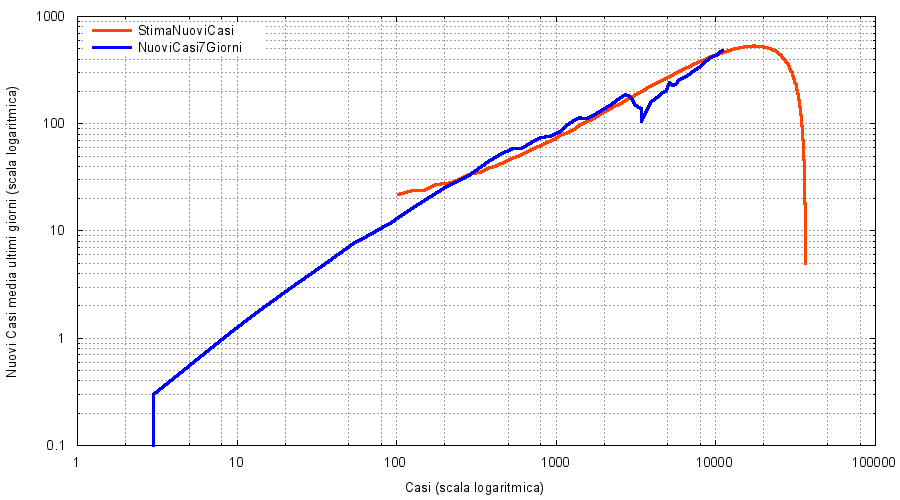 1000
StimaNuoviCasi
NuoviCasi7Giorni
100
10
1
0.1
Nuovi Casi media ultimi giorni (scala logaritmica)
1 10 100 1000 10000 100000
Casi (scala logaritmica)